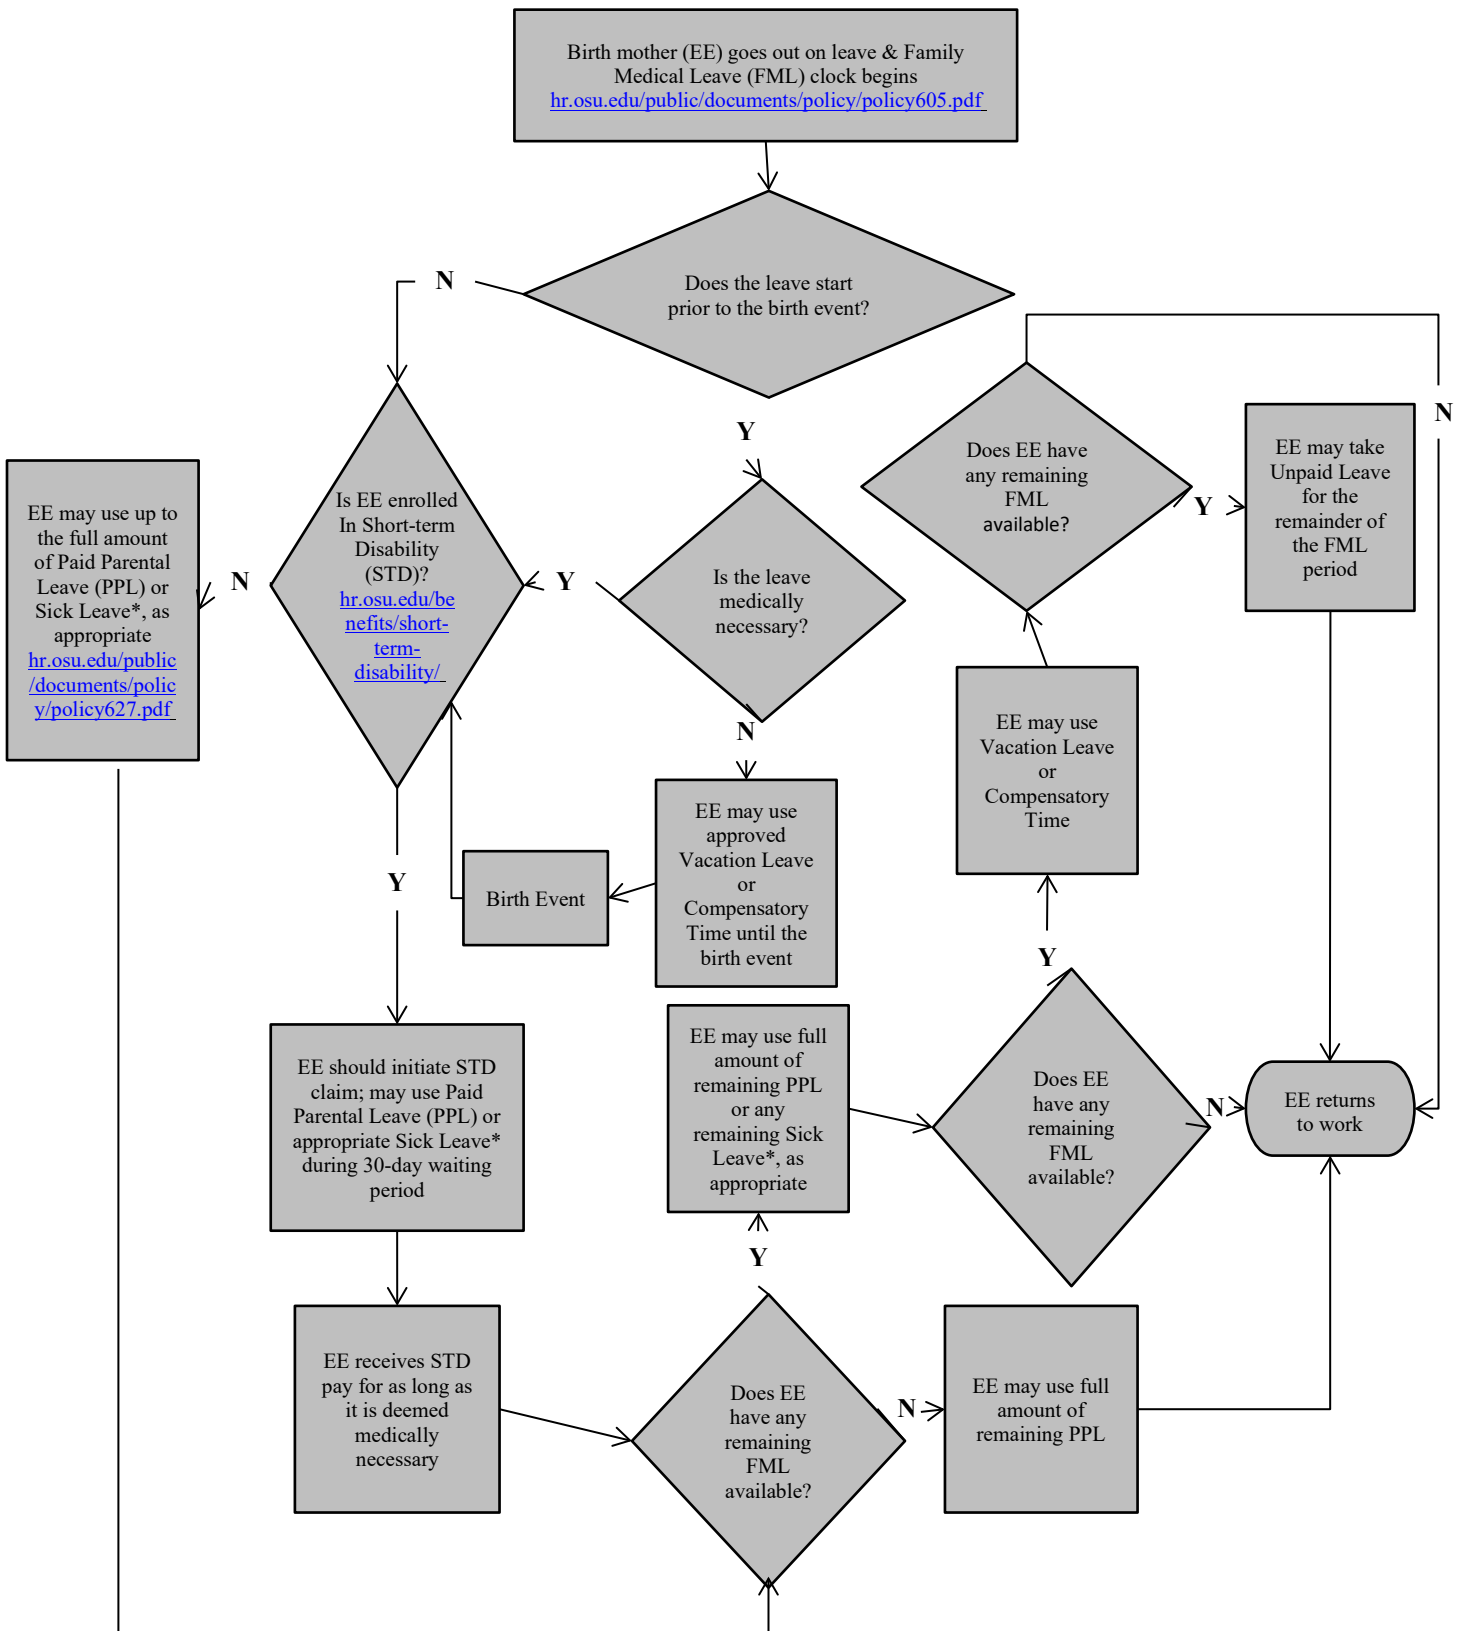 Birth mother (EE) goes out on leave & Family
Medical Leave (FML) clock begins
hr.osu.edu/public/documents/policy/policy605.pdf
Does the leave start
prior to the birth event?
N
Y
Is EE enrolled
In Short-term
Disability
(STD)?
hr.osu.edu/be
nefits/short-
term-
disability/
N
Y
EE may use up to
the full amount
of Paid Parental
Leave (PPL) or
Sick Leave*, as
appropriate
hr.osu.edu/public
/documents/polic
y/policy627.pdf
Is the leave
medically
necessary?
Y
N
EE may use
approved
Vacation Leave
or
Compensatory
Time until the
birth event
Birth Event
EE should initiate STD
claim; may use Paid
Parental Leave (PPL) or
appropriate Sick Leave*
during 30-day waiting
period
EE receives STD
pay for as long as
it is deemed
medically
necessary
Does EE
have any
remaining
FML
available?
Y
N
EE may use full
amount of
remaining PPL
EE may use full
amount of
remaining PPL
or any
remaining Sick
Leave*, as
appropriate
Does EE
have any
remaining
FML
available?
Y
N
EE may use
Vacation Leave
or
Compensatory
Time
Does EE have
any remaining
FML
available?
Y
N
EE may take
Unpaid Leave
for the
remainder of
the FML
period
EE returns
to work